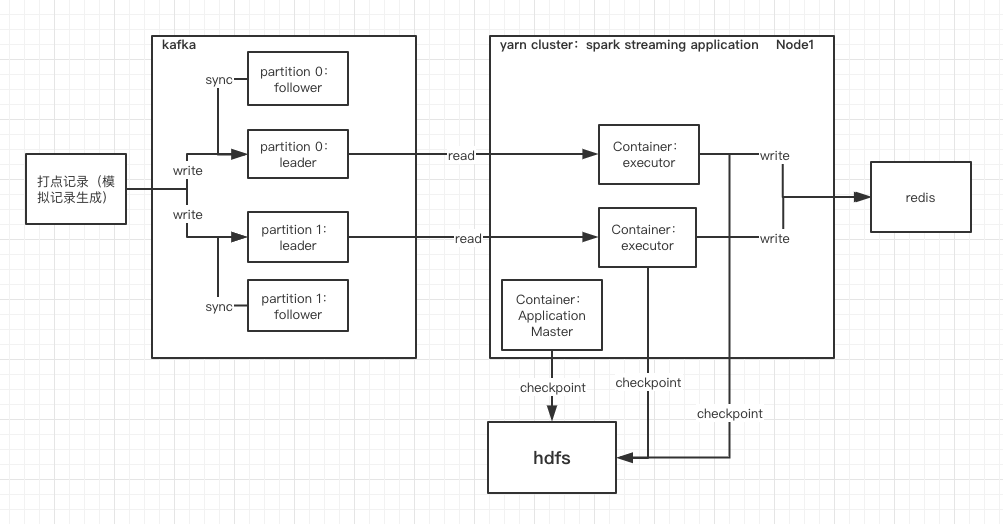 kafka
partition 0：
follower
sync
partition 0：
leader
write
打点记录（模
拟记录生成）
write
partition 1：
leader
sync
partition 1：
follower
read
read
yarn cluster：spark streaming application Node1
Container：
executor
Container：
executor
Container：
Application
Master
write
write
redis
checkpoint
checkpoint
checkpoint
hdfs